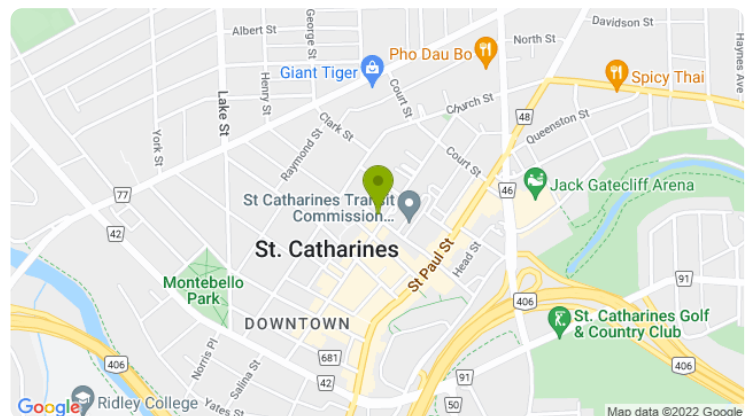 George St
Davidson St
Albert St
North St
Pho Dau Bo
Haynes Ave
Giant Tiger
Spicy Thai
Henry St
Lake St
Court St
Church St
Clark St
48
Queenston St
York St
Raymond St
Court St
46
Jack Gatecliff Arena
77
St Catharines Transit
Commission...
42
St. Catharines
St Paul St
Head St
91
Montebello
Park
406
St. Catharines Golf
& Country Club
DOWNTOWN
Norris Pl
681
406
Salina St
406
91
42
Ridley College
Yates St
50
Google
Map data ©2022 Google